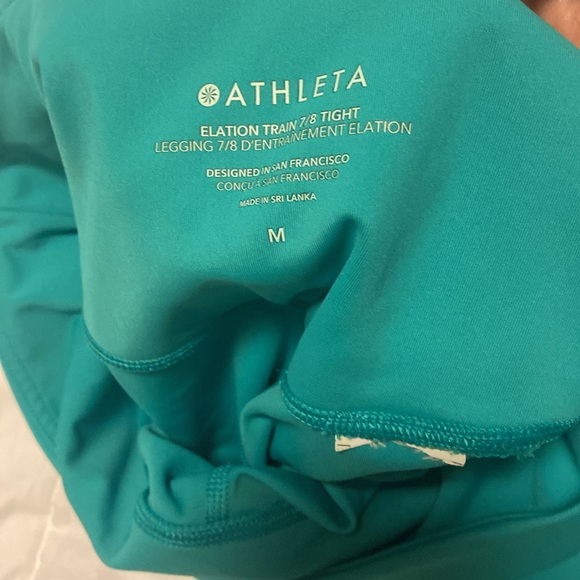 ATHLETA
ELATION TRAIN 7/8 TIGHT
LEGGING 7/8 D'ENTRAÎNEMENT ELATION
DESIGNED IN SAN FRANCISCO
CONÇU À SAN FRANCISCO
MADE IN SRI LANKA
M